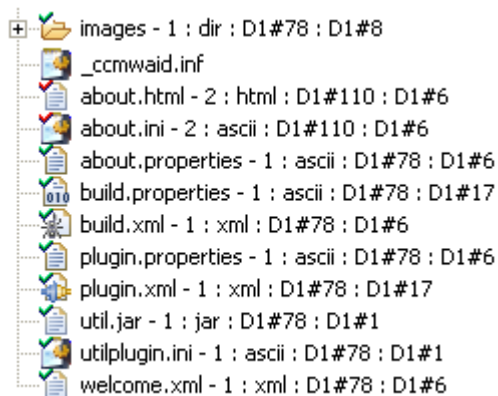 images - 1 : dir : D1#78 : D1#8
_ccmwaid.inf
about.html - 2 : html : D1#110 : D1#6
about.ini - 2 : ascii : D1#110 : D1#6
about.properties - 1 : ascii : D1#78 : D1#6
build.properties - 1 : ascii : D1#78 : D1#17
build.xml - 1 : xml : D1#78 : D1#6
plugin.properties - 1 : ascii : D1#78 : D1#6
plugin.xml - 1 : xml : D1#78 : D1#17
util.jar - 1 : jar : D1#78 : D1#1
utilplugin.ini - 1 : ascii : D1#78 : D1#1
welcome.xml - 1 : xml : D1#78 : D1#6